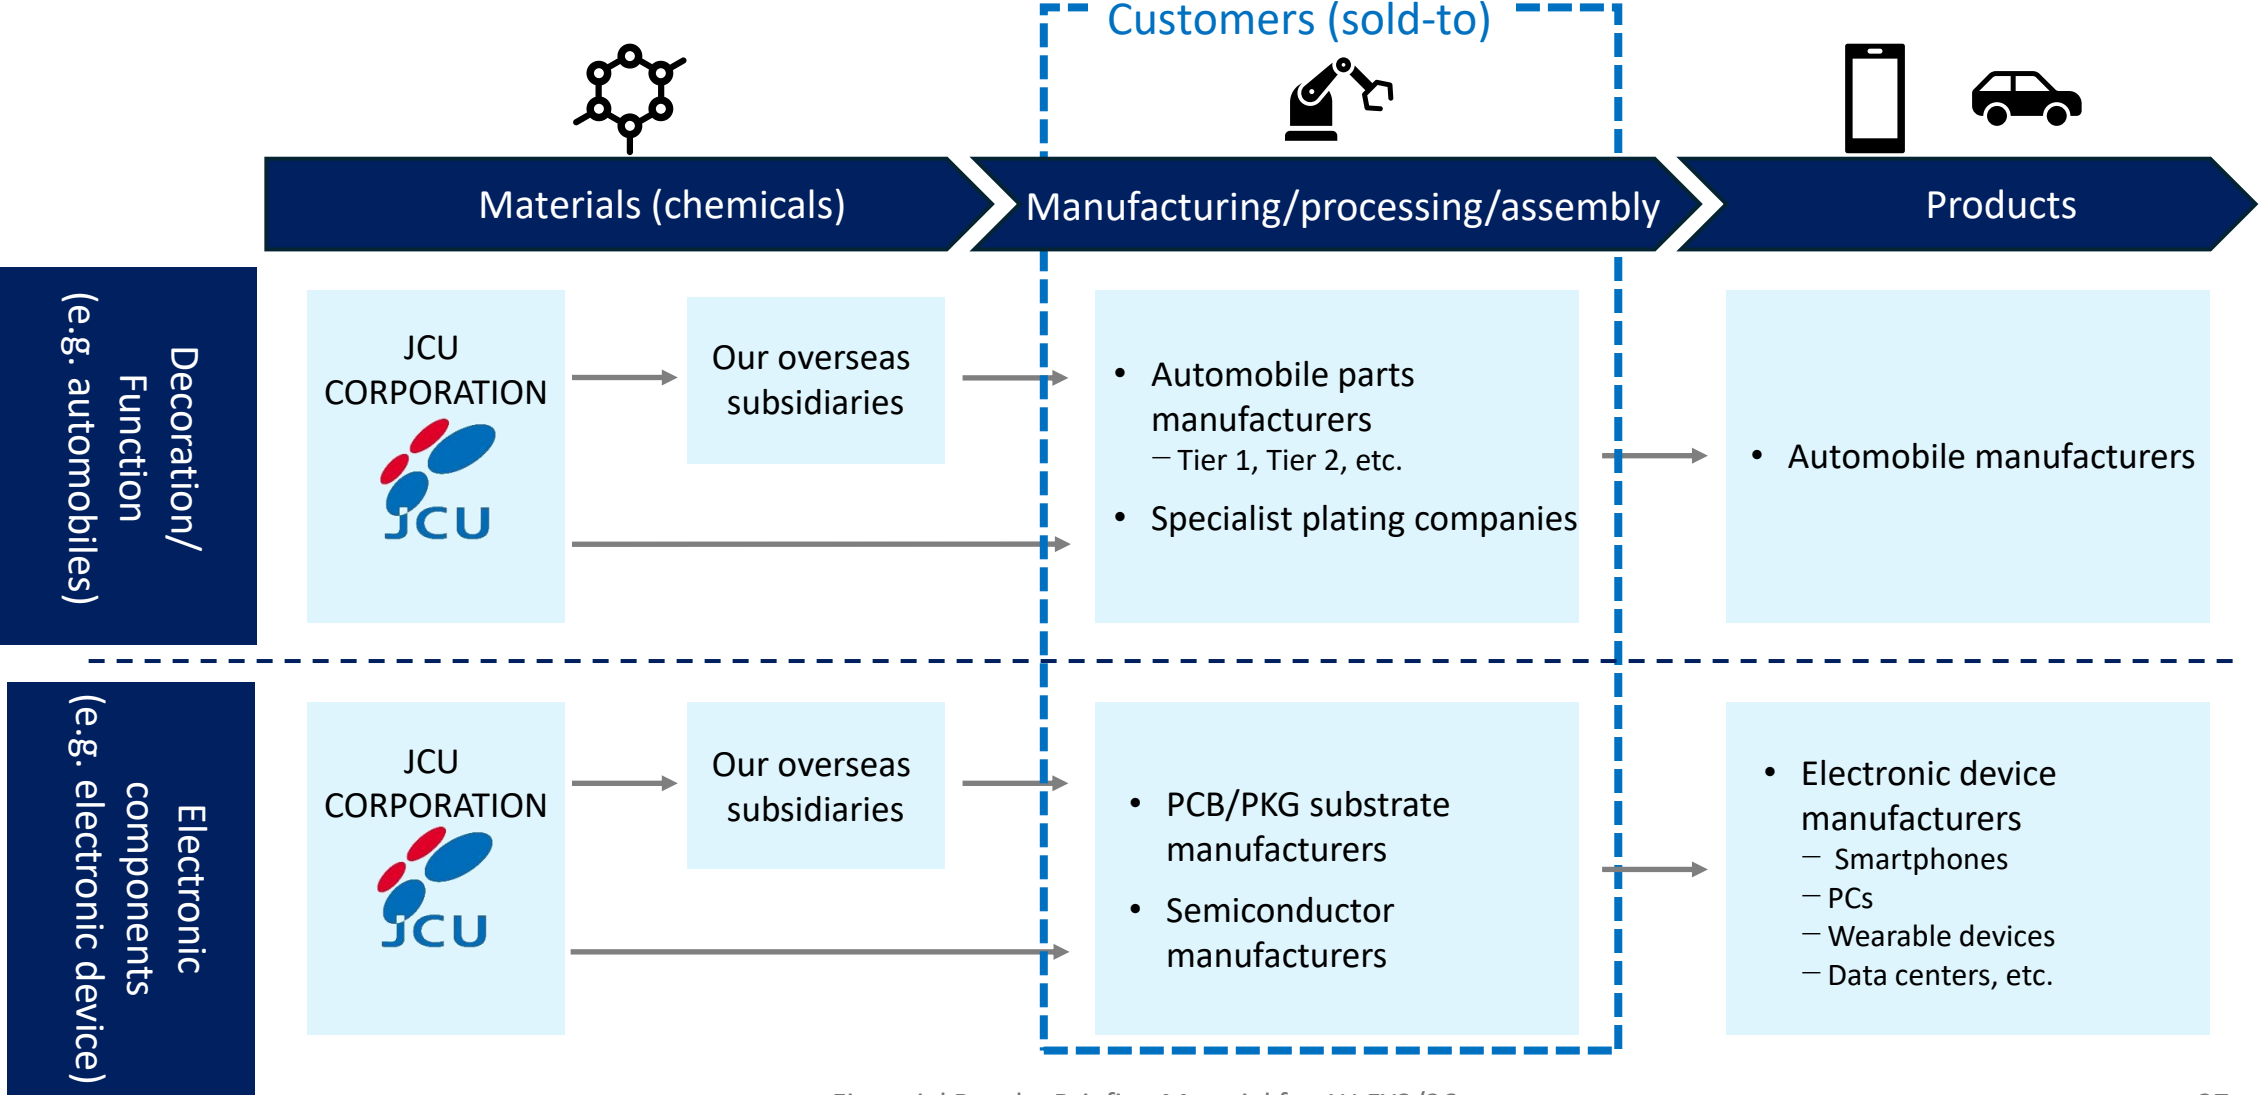 Customers (sold-to)
Materials (chemicals)
Manufacturing/processing/assembly
Products
Decoration/
Function
(e.g. automobiles)
JCU
CORPORATION
JCU
Our overseas
subsidiaries
• Automobile parts
manufacturers
− Tier 1, Tier 2, etc.
• Specialist plating companies
• Automobile manufacturers
Electronic
components
(e.g. electronic device)
JCU
CORPORATION
JCU
Our overseas
subsidiaries
• PCB/PKG substrate
manufacturers
• Semiconductor
manufacturers
• Electronic device
manufacturers
− Smartphones
− PCs
− Wearable devices
− Data centers, etc.